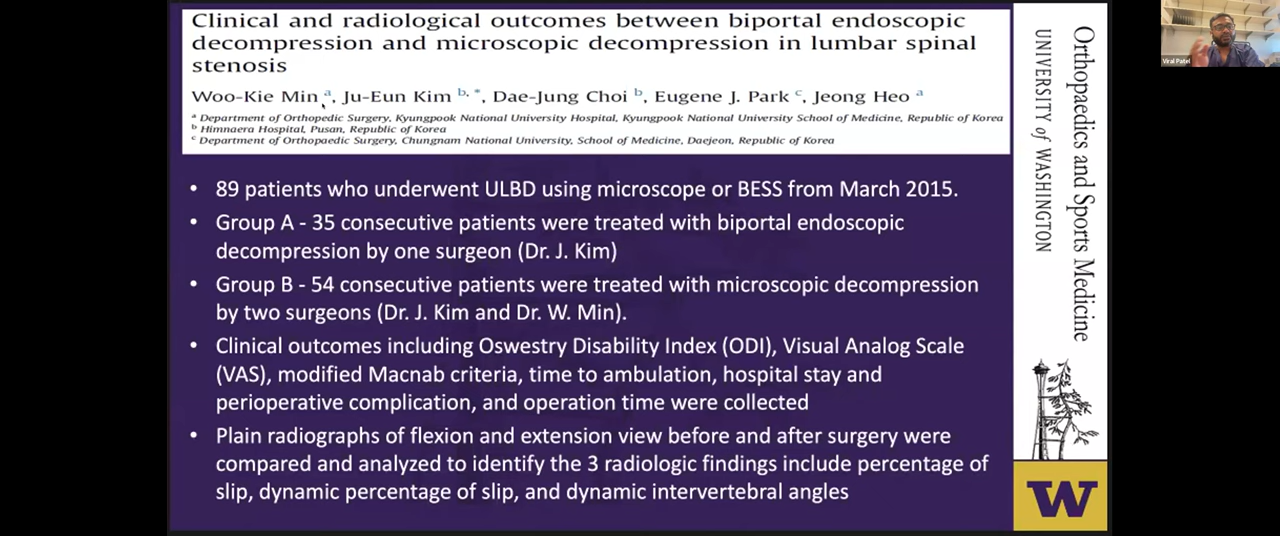 Clinical and radiological outcomes between biportal endoscopic
decompression and microscopic decompression in lumbar spinal
stenosis
Woo-Kie Min a, Ju-Eun Kim b, *, Dae-Jung Choi b, Eugene J. Park c, Jeong Heo a
a Department of Orthopedic Surgery, Kyungpook National University Hospital, Kyungpook National University School of Medicine, Republic of Korea
b Himnaera Hospital, Pusan, Republic of Korea
c Department of Orthopaedic Surgery, Chungnam National University, School of Medicine, Daejeon, Republic of Korea
• 89 patients who underwent ULBD using microscope or BESS from March 2015.
• Group A - 35 consecutive patients were treated with biportal endoscopic
decompression by one surgeon (Dr. J. Kim)
• Group B - 54 consecutive patients were treated with microscopic decompression
by two surgeons (Dr. J. Kim and Dr. W. Min).
• Clinical outcomes including Oswestry Disability Index (ODI), Visual Analog Scale
(VAS), modified Macnab criteria, time to ambulation, hospital stay and
perioperative complication, and operation time were collected
• Plain radiographs of flexion and extension view before and after surgery were
compared and analyzed to identify the 3 radiologic findings include percentage of
slip, dynamic percentage of slip, and dynamic intervertebral angles
Orthopaedics and Sports Medicine
UNIVERSITY of WASHINGTON
W
Viral Patel